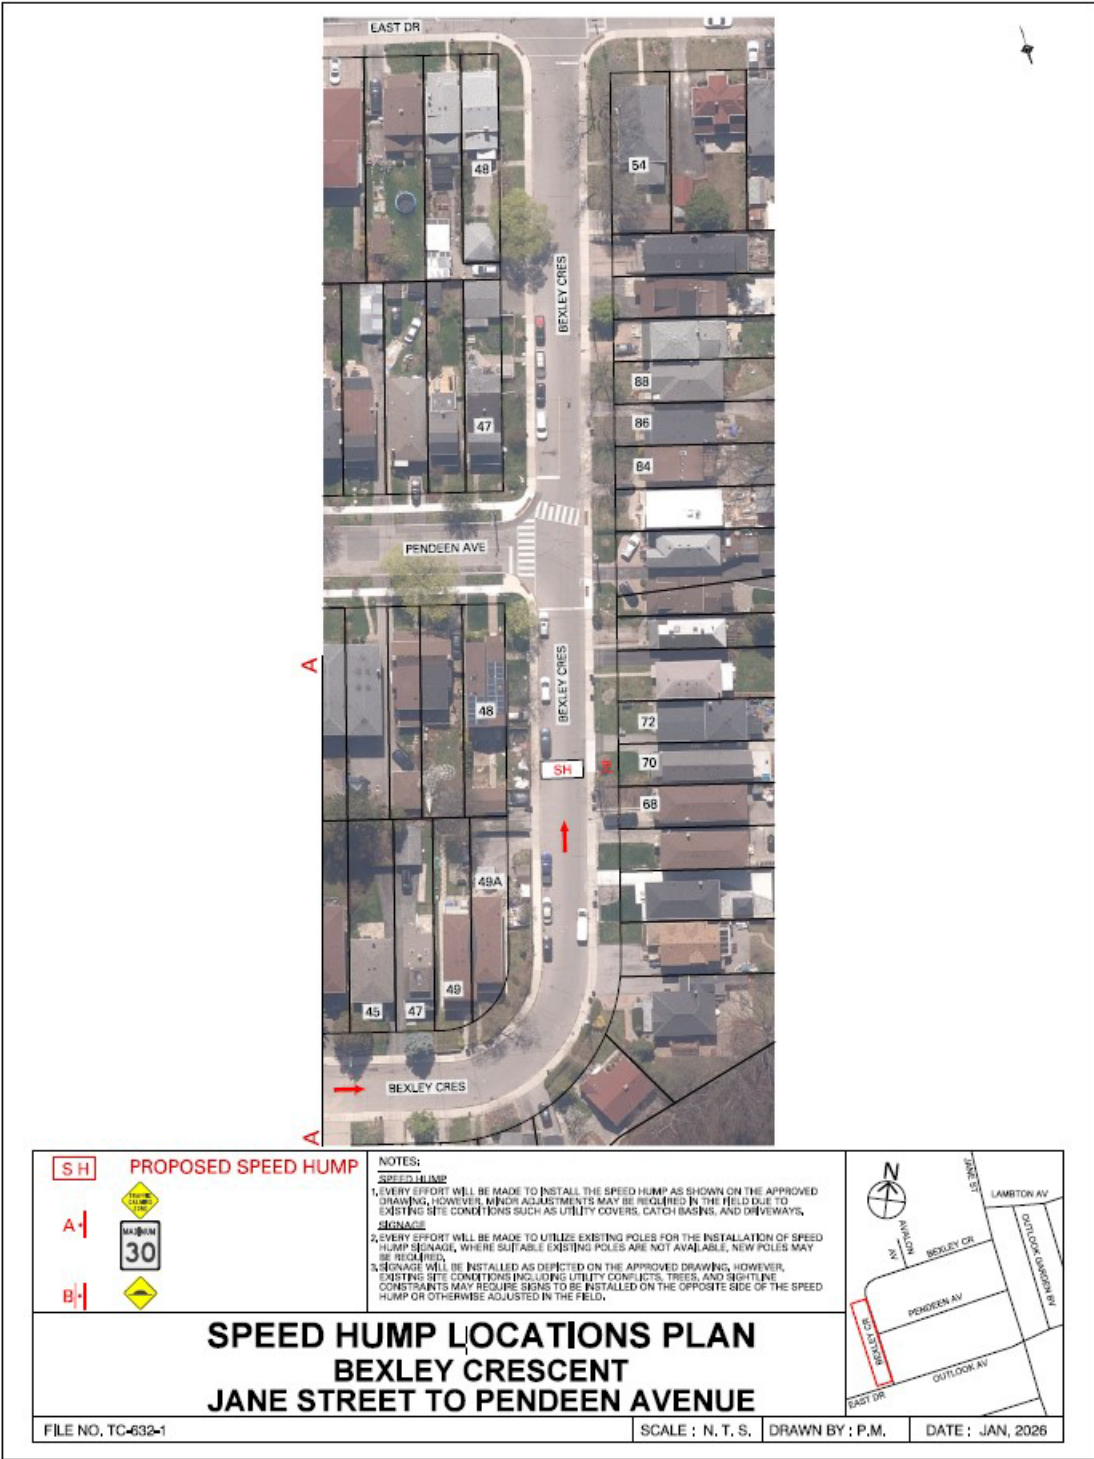 EAST DR
48
54
BEXLEY CRES
88
86
47
84
PENDEEN AVE
A
BEXLEY CRES
48
72
SH
70
68
49A
49
45
47
BEXLEY CRES
A
SH
PROPOSED SPEED HUMP
TRAFFIC
CALMING
ZONE
A
MAXIMUM
30
B
NOTES:
SPEED HUMP
1. EVERY EFFORT WILL BE MADE TO INSTALL THE SPEED HUMP AS SHOWN ON THE APPROVED
DRAWING, HOWEVER, MINOR ADJUSTMENTS MAY BE REQUIRED IN THE FIELD DUE TO
EXISTING SITE CONDITIONS SUCH AS UTILITY COVERS, CATCH BASINS, AND DRIVEWAYS.
SIGNAGE
2. EVERY EFFORT WILL BE MADE TO UTILIZE EXISTING POLES FOR THE INSTALLATION OF SPEED
HUMP SIGNAGE, WHERE SUITABLE EXISTING POLES ARE NOT AVAILABLE, NEW POLES MAY
BE REQUIRED.
3. SIGNAGE WILL BE INSTALLED AS DEPICTED ON THE APPROVED DRAWING, HOWEVER,
EXISTING SITE CONDITIONS INCLUDING UTILITY CONFLICTS, TREES, AND SIGHTLINE
CONSTRAINTS MAY REQUIRE SIGNS TO BE INSTALLED ON THE OPPOSITE SIDE OF THE SPEED
HUMP OR OTHERWISE ADJUSTED IN THE FIELD.
N
JANE ST
LAMBTON AV
AVALON
AV
BEXLEY CR
OUTLOOK GARDEN BV
PENDEEN AV
BEXLEY CR
OUTLOOK AV
EAST DR
SPEED HUMP LOCATIONS PLAN
BEXLEY CRESCENT
JANE STREET TO PENDEEN AVENUE
FILE NO. TC-632-1
SCALE : N. T. S.
DRAWN BY : P.M.
DATE : JAN, 2026